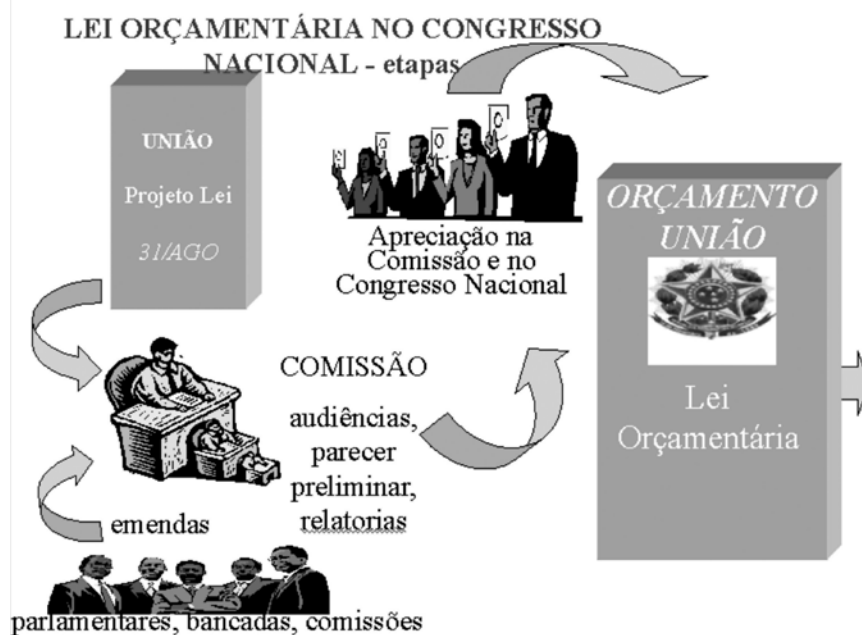 LEI ORÇAMENTÁRIA NO CONGRESSO
NACIONAL - etapas
UNIÃO
Projeto Lei
31/AGO
Apreciação na
Comissão e no
Congresso Nacional
ORÇAMENTO
UNIÃO
Lei
Orçamentária
COMISSÃO
audiências,
parecer
preliminar,
relatorias
emendas
parlamentares, bancadas, comissões